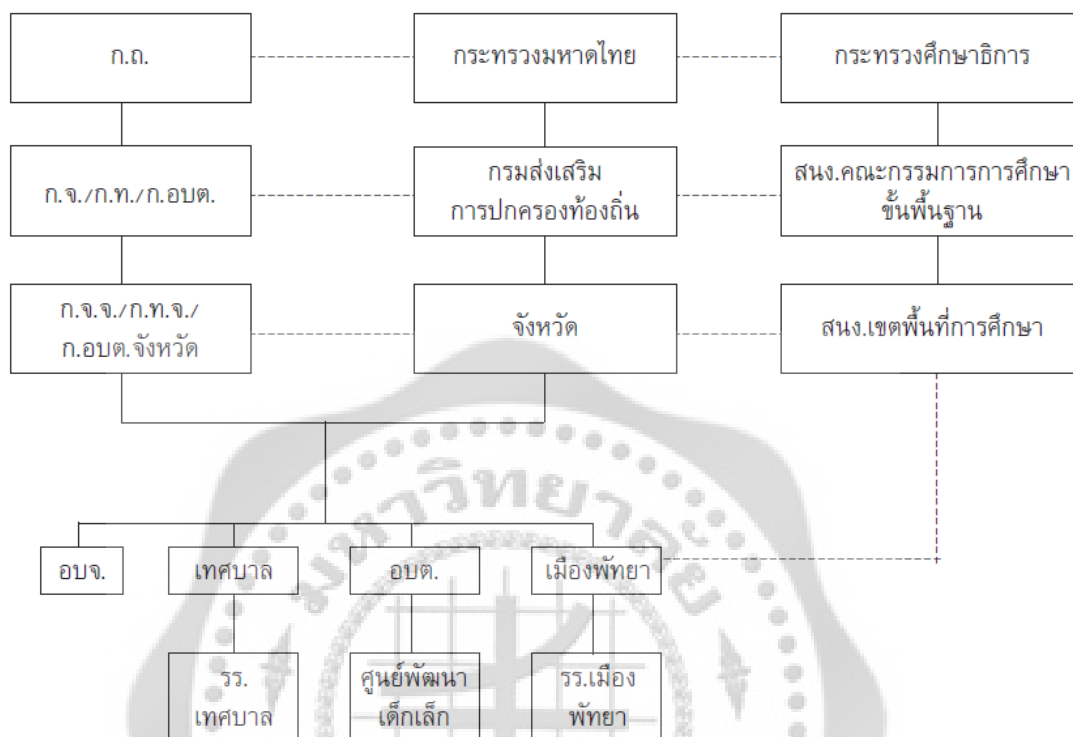 ก.ถ.
กระทรวงมหาดไทย
กระทรวงศึกษาธิการ
ก.จ./ก.ท./ก.อบต.
กรมส่งเสริม
การปกครองท้องถิ่น
สนง.คณะกรรมการการศึกษา
ขั้นพื้นฐาน
ก.จ.จ./ก.ท.จ./
ก.อบต.จังหวัด
จังหวัด
สนง.เขตพื้นที่การศึกษา
มหาวิทยาลัย
อบจ.
เทศบาล
อบต.
เมืองพัทยา
รร.
เทศบาล
ศูนย์พัฒนา
เด็กเล็ก
รร.เมือง
พัทยา